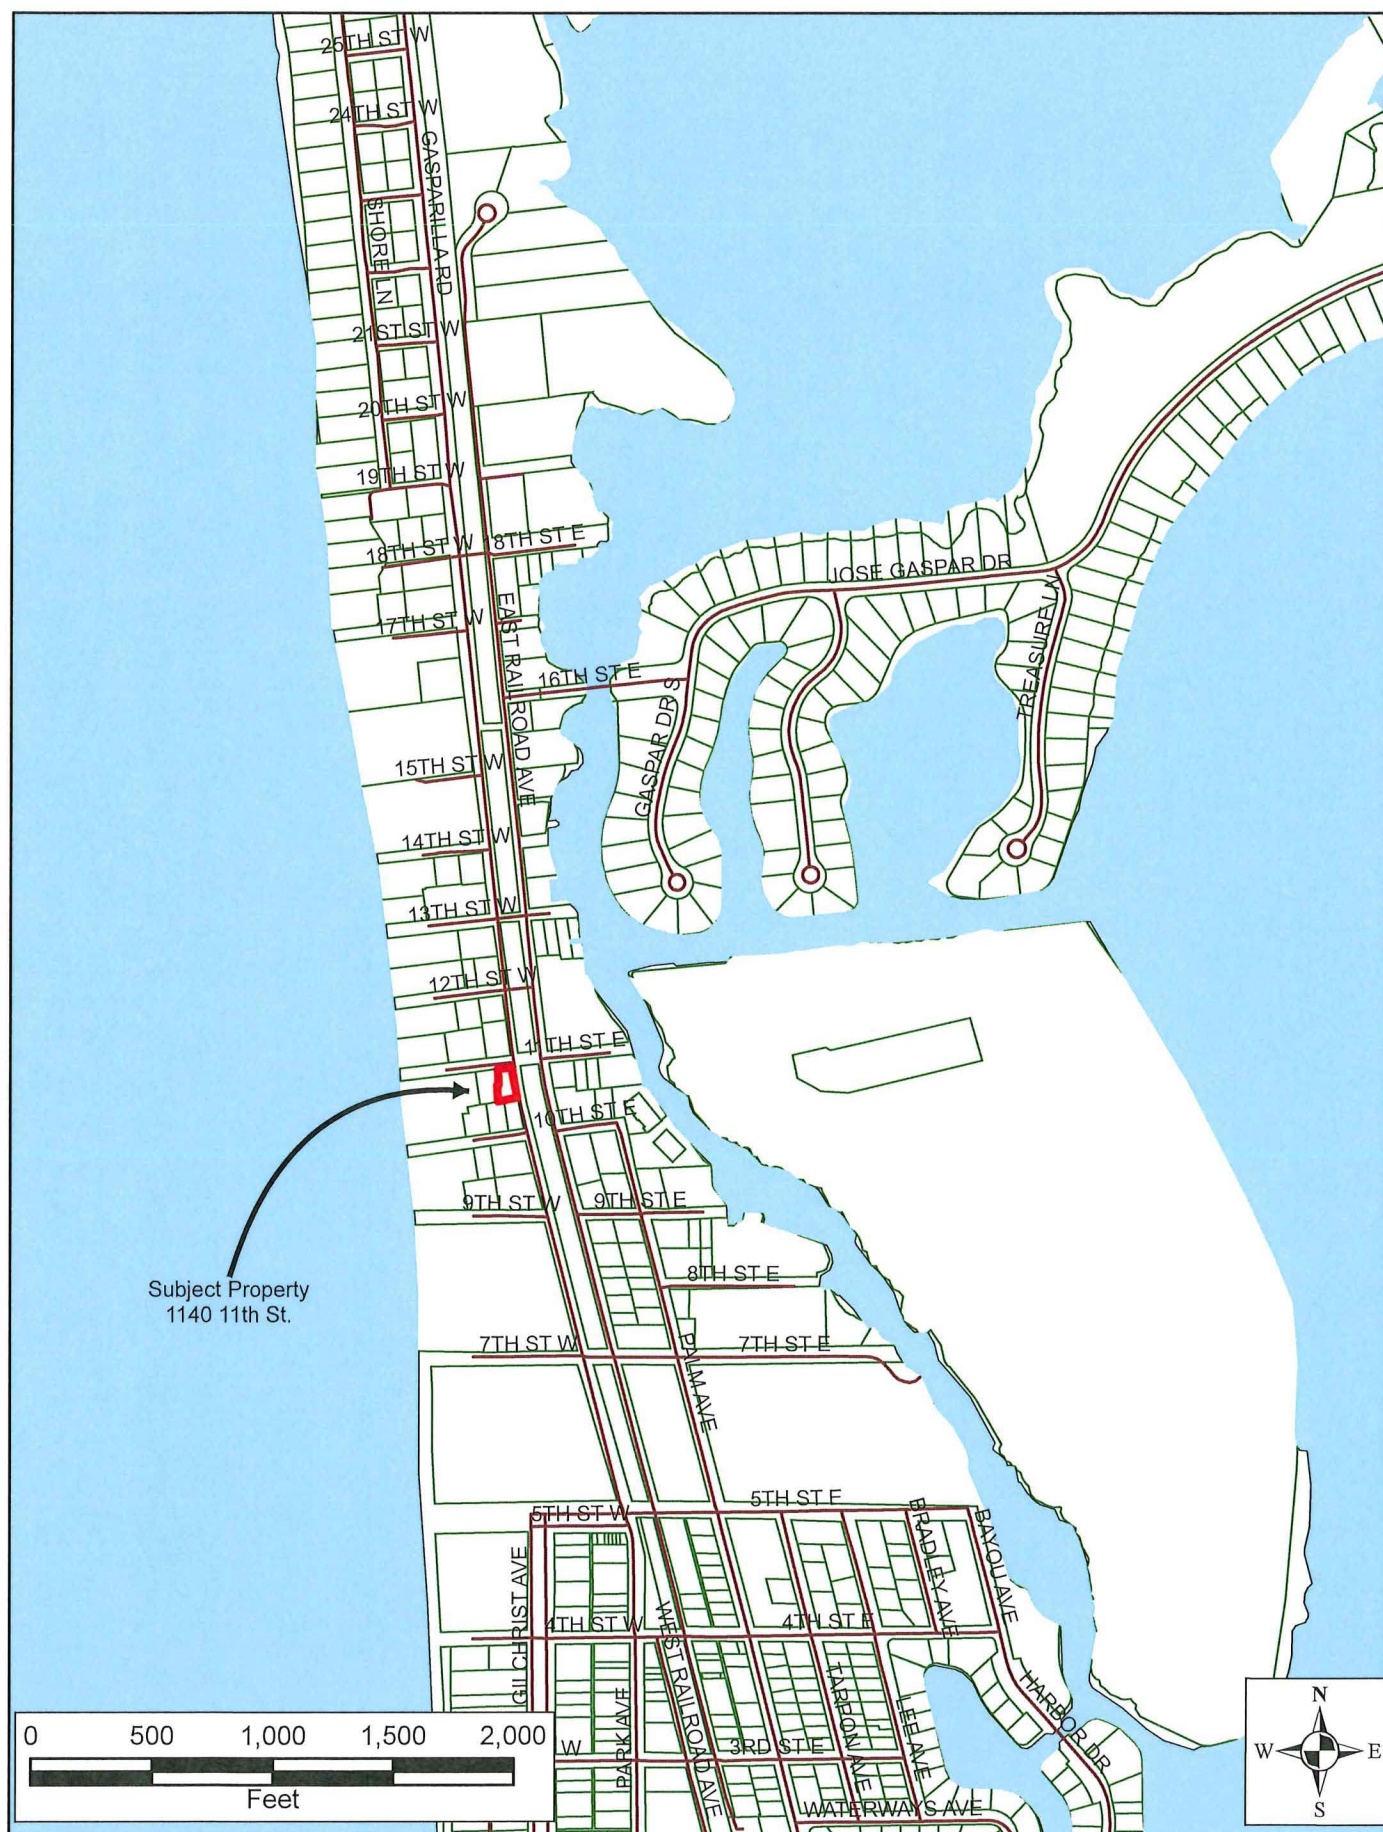 25TH ST W
24TH ST W
GASPARILLA RD
SHORE LN
21ST ST W
20TH ST W
19TH ST W
18TH ST W
18TH ST E
JOSE GASPAR DR
TREASURE LN
17TH ST W
EAST RAILROAD AVE
16TH ST E
GASPAR DR S
15TH ST W
14TH ST W
13TH ST W
12TH ST W
11TH ST E
10TH ST E
9TH ST W
9TH ST E
8TH ST E
Subject Property
1140 11th St.
7TH ST W
7TH ST E
PALM AVE
5TH ST W
5TH ST E
BRADLEY AVE
BAYOU AVE
GILCHRIST AVE
4TH ST W
4TH ST E
WEST RAILROAD AVE
PARK AVE
TARPON AVE
LEE AVE
HARBOR DR
W
3RD ST E
WATERWAYS AVE
0 500 1,000 1,500 2,000
Feet
N
W E
S